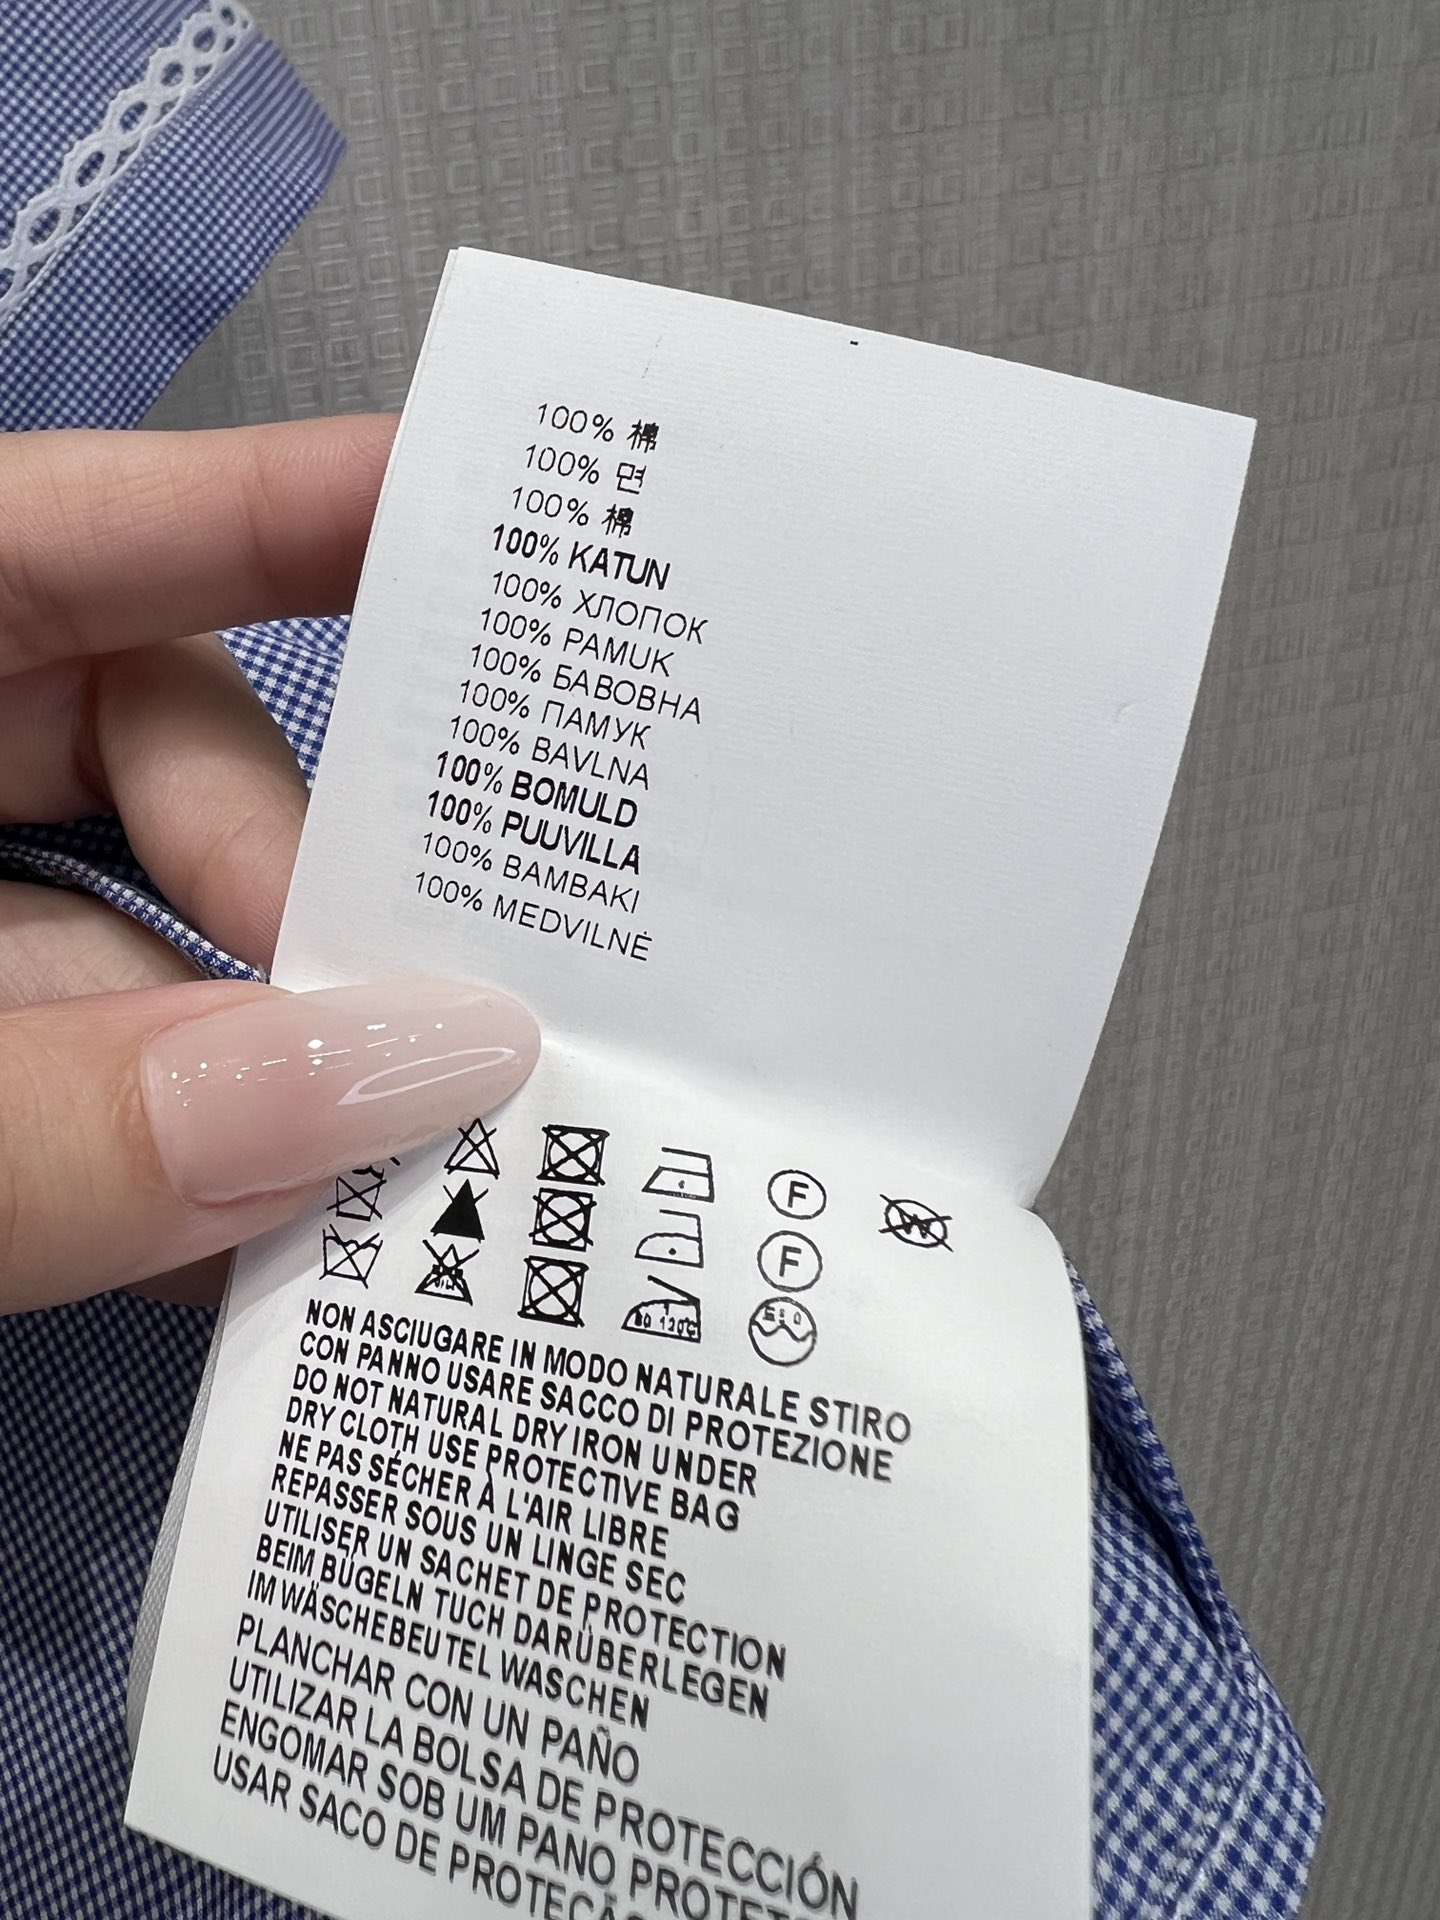 100% 棉
100% 면
100% 棉
100% KATUN
100% ХЛОПОК
100% PAMUK
100% БАВОВНА
100% ПАМУК
100% BAVLNA
100% BOMULD
100% PUUVILLA
100% BAMBAKI
100% MEDVILNĖ
F
W
F
120C
NON ASCIUGARE IN MODO NATURALE STIRO
CON PANNO USARE SACCO DI PROTEZIONE
DO NOT NATURAL DRY IRON UNDER
DRY CLOTH USE PROTECTIVE BAG
NE PAS SÉCHER À L'AIR LIBRE
REPASSER SOUS UN LINGE SEC
UTILISER UN SACHET DE PROTECTION
BEIM BÜGELN TUCH DARÜBERLEGEN
IM WÄSCHEBEUTEL WASCHEN
PLANCHAR CON UN PAÑO
UTILIZAR LA BOLSA DE PROTECCIÓN
ENGOMAR SOB UM PANO
USAR SACO DE